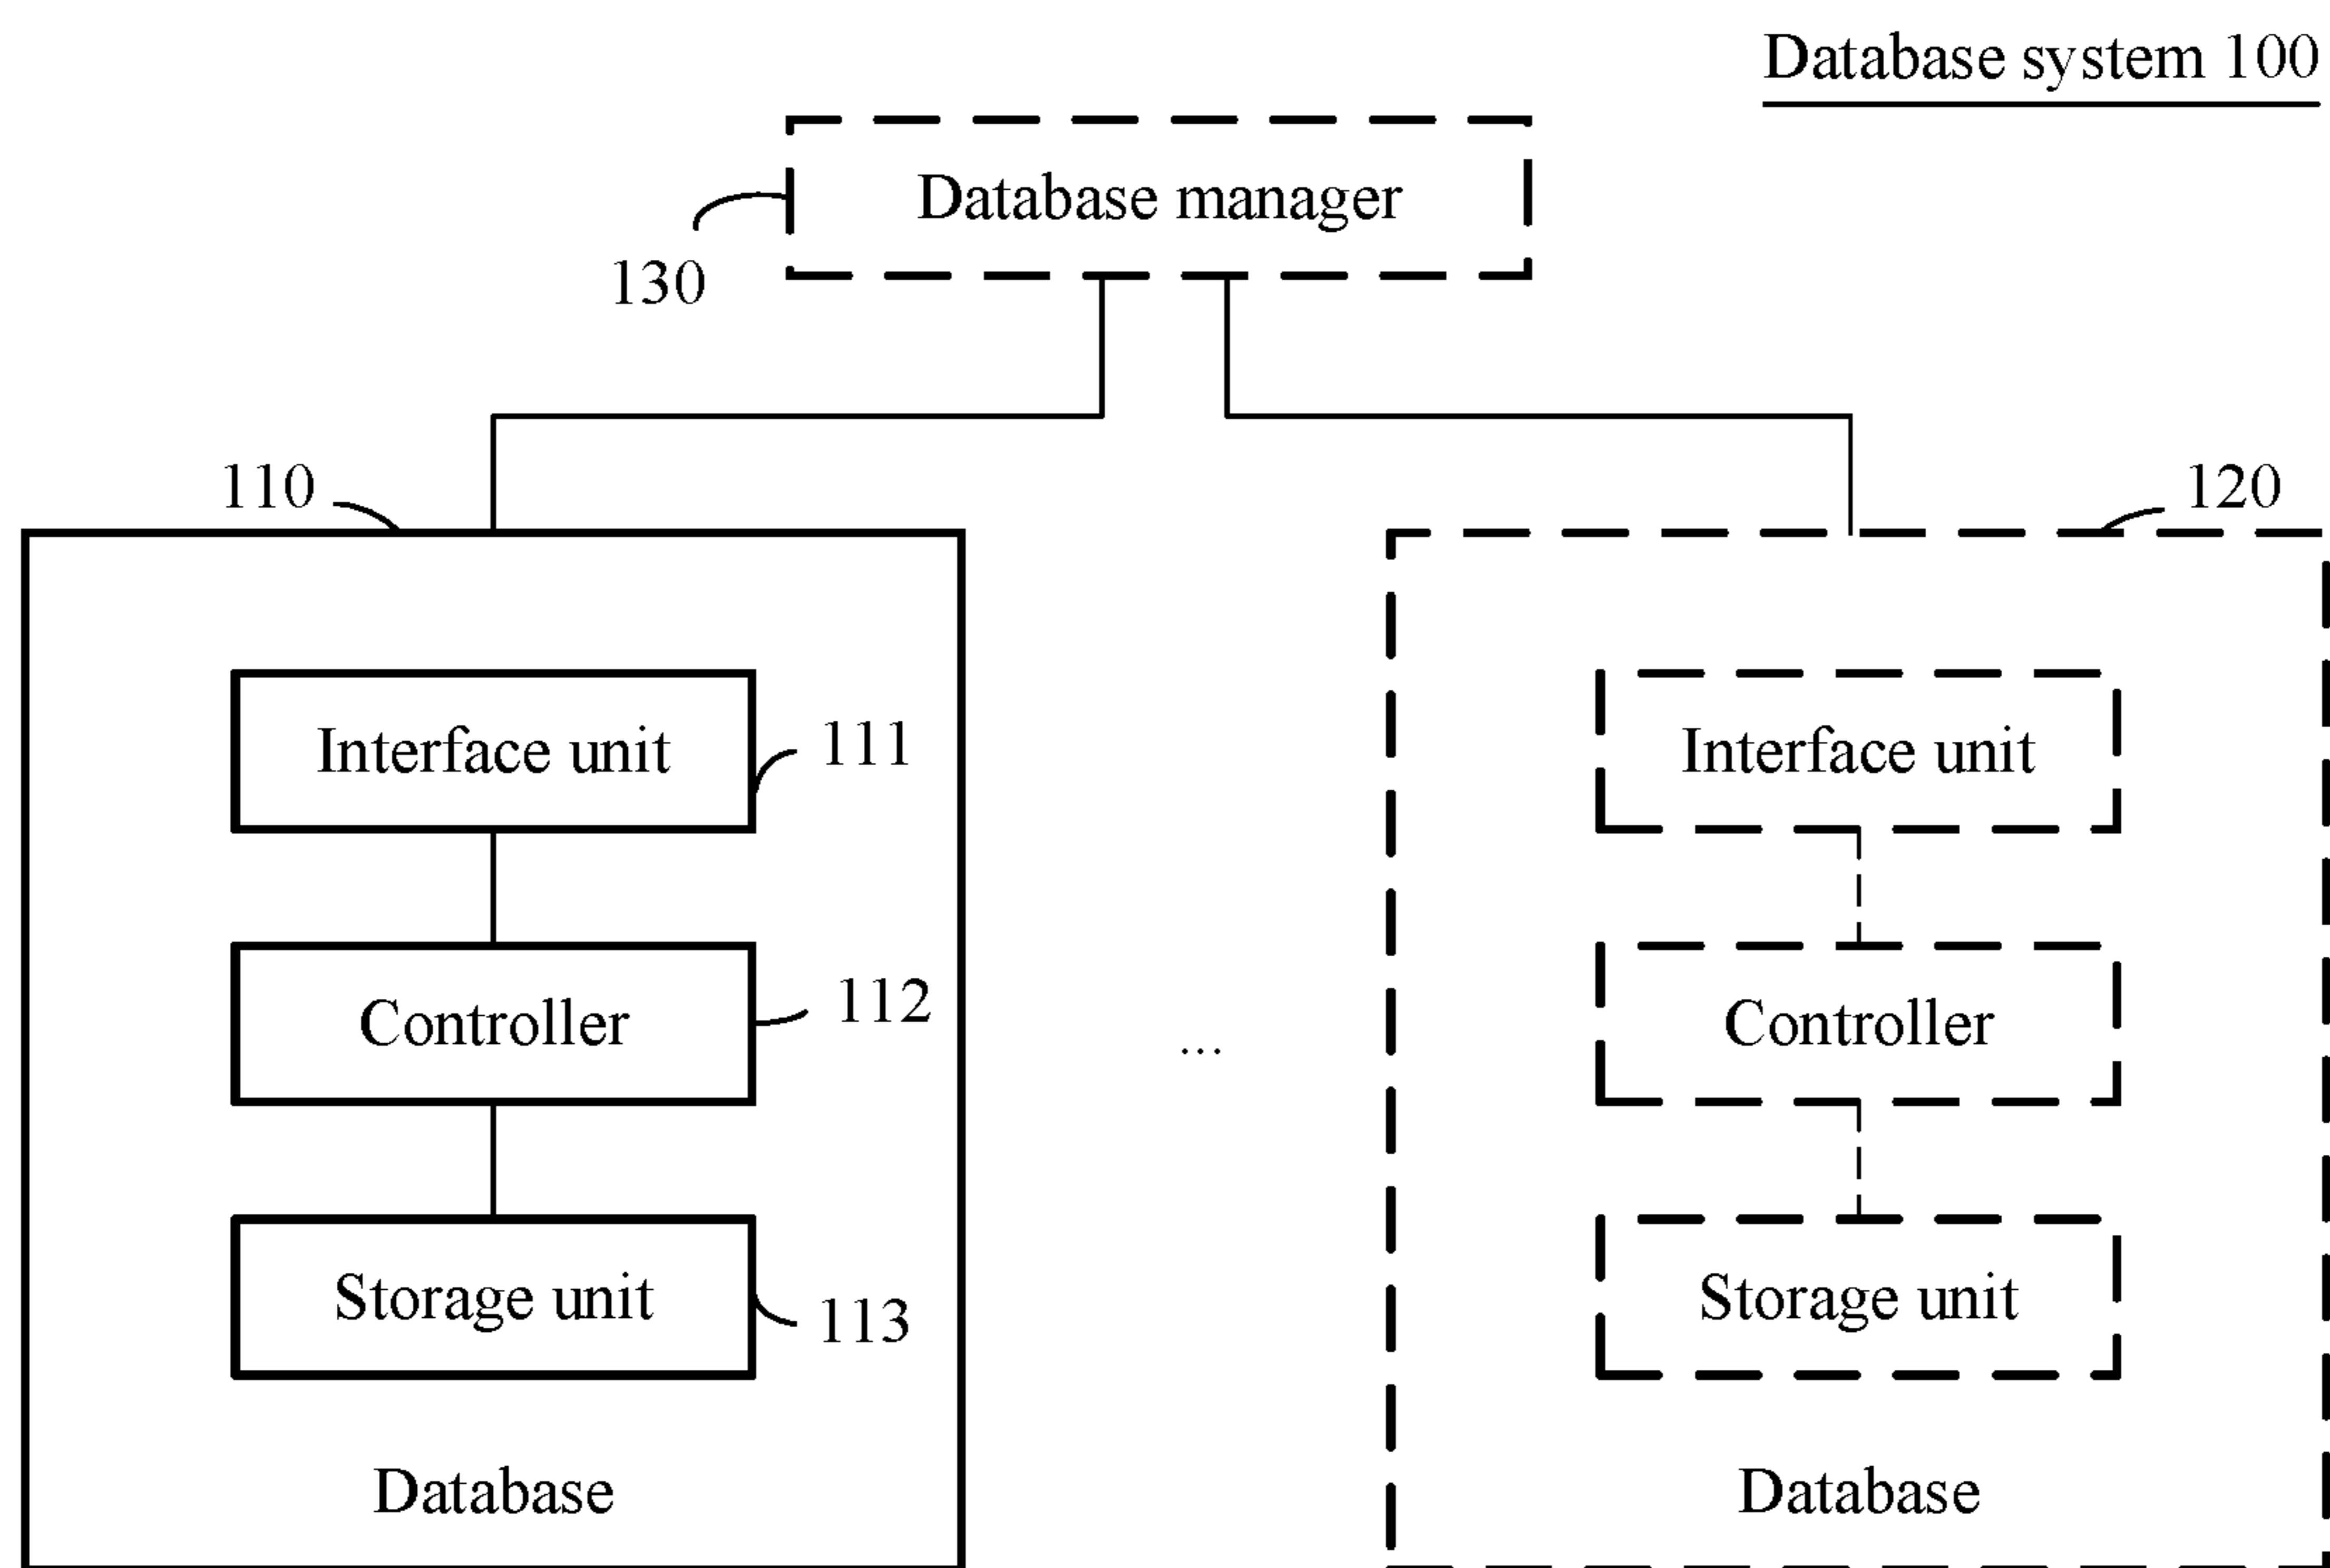 Database system 100
Database manager
130
110
120
Interface unit
111
Interface unit
Controller
112
...
Controller
Storage unit
113
Storage unit
Database
Database